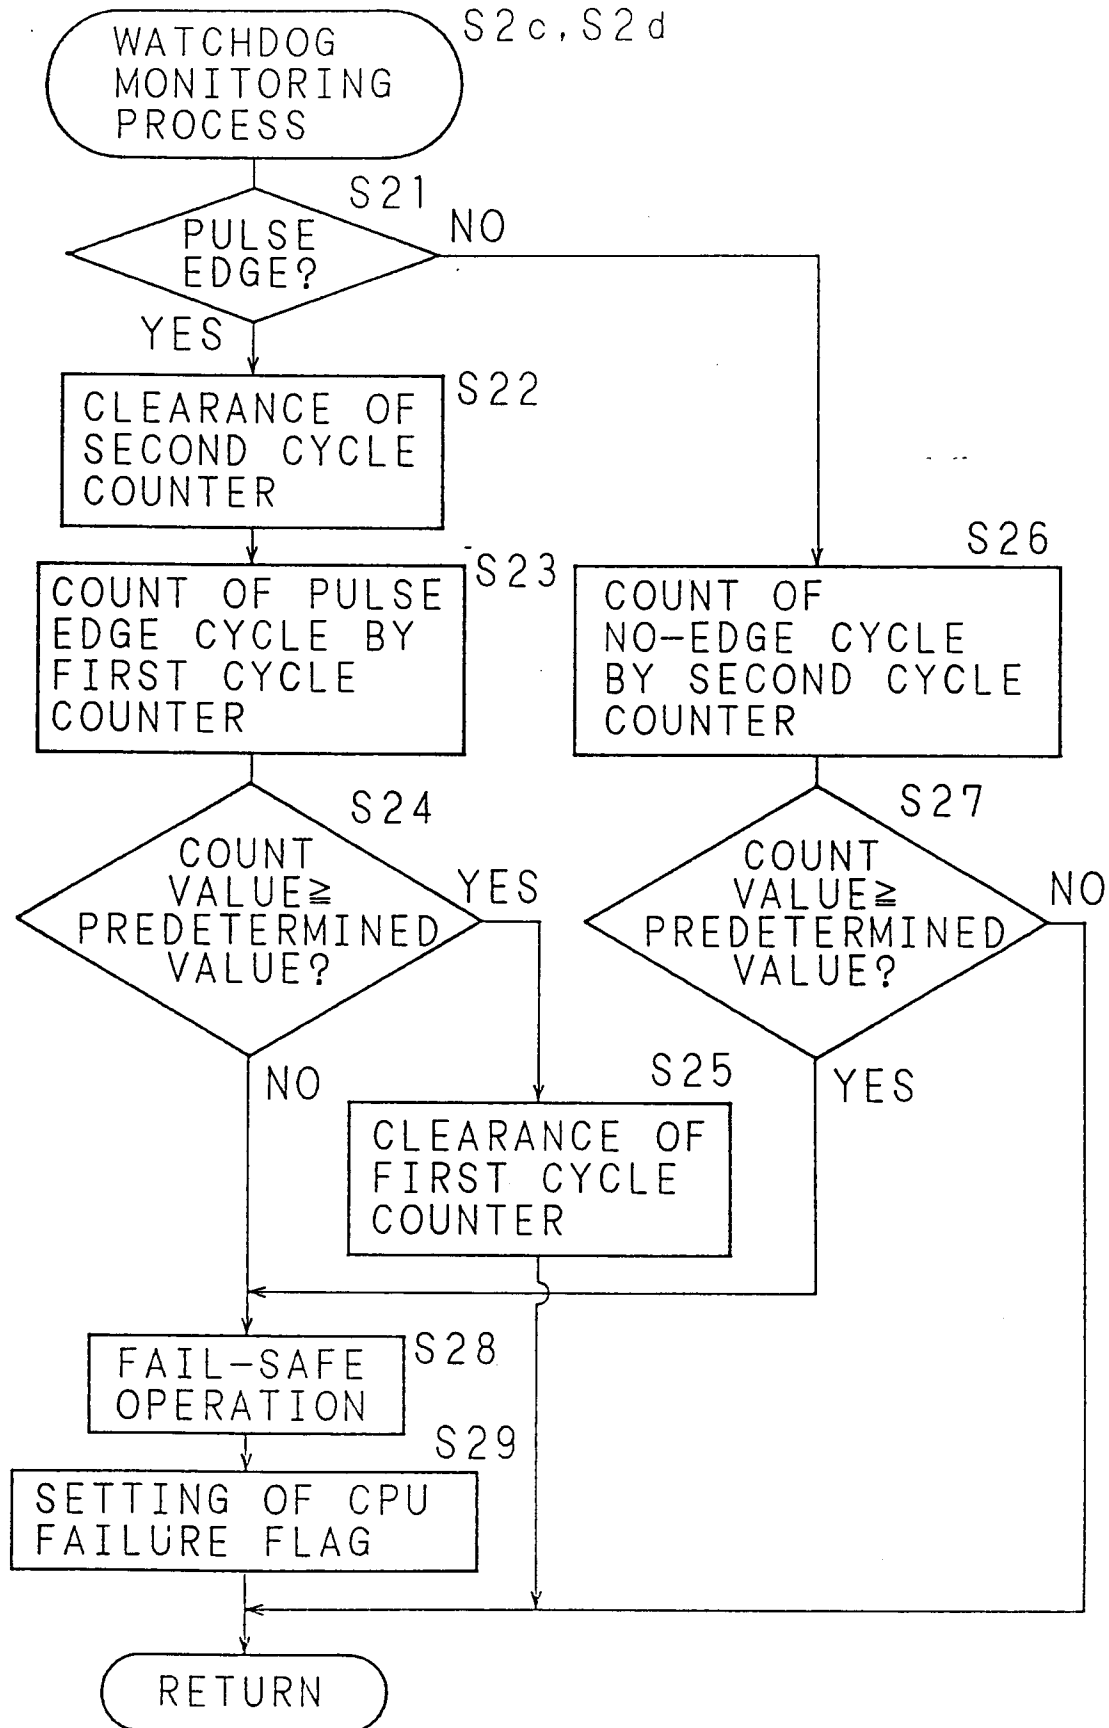 S2c,S2d
WATCHDOG
MONITORING
PROCESS
S21
PULSE
EDGE?
NO
YES
S22
CLEARANCE OF
SECOND CYCLE
COUNTER
S23
COUNT OF PULSE
EDGE CYCLE BY
FIRST CYCLE
COUNTER
S26
COUNT OF
NO-EDGE CYCLE
BY SECOND CYCLE
COUNTER
S24
COUNT
VALUE≧
PREDETERMINED
VALUE?
YES
NO
S27
COUNT
VALUE≧
PREDETERMINED
VALUE?
NO
YES
S25
CLEARANCE OF
FIRST CYCLE
COUNTER
S28
FAIL-SAFE
OPERATION
S29
SETTING OF CPU
FAILURE FLAG
RETURN